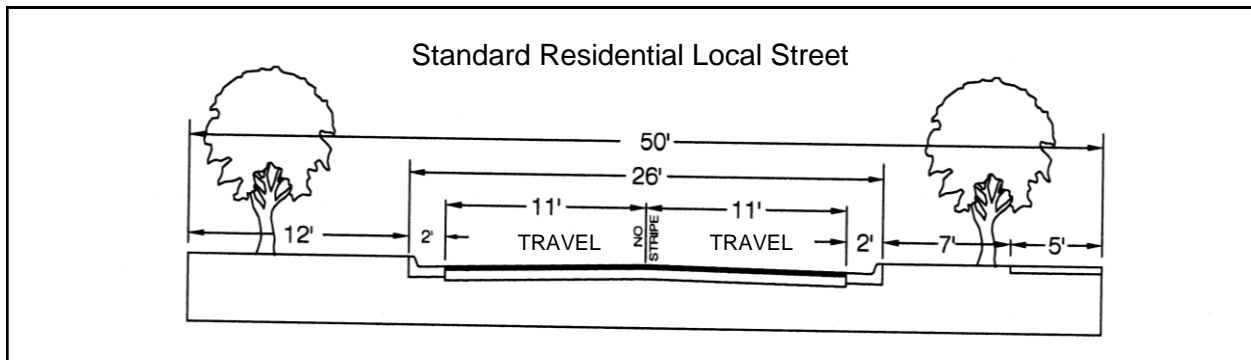 Standard Residential Local Street
50'
26'
11' 11'
12' 2' TRAVEL NO STRIPE TRAVEL 2' 7' 5'